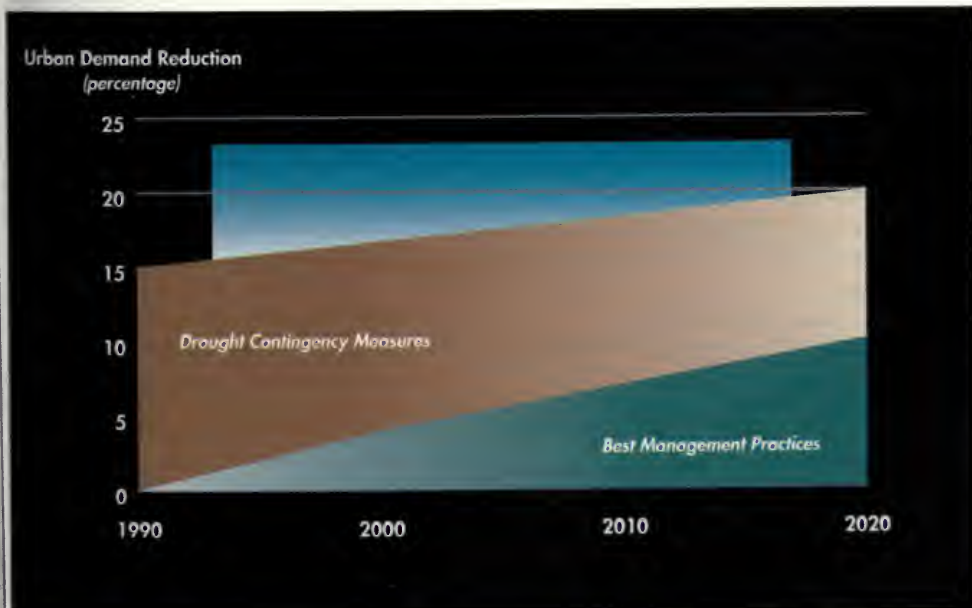 Urban Demand Reduction
(percentage)
25
20
15
10
5
0
Drought Contingency Measures
Best Management Practices
1990
2000
2010
2020